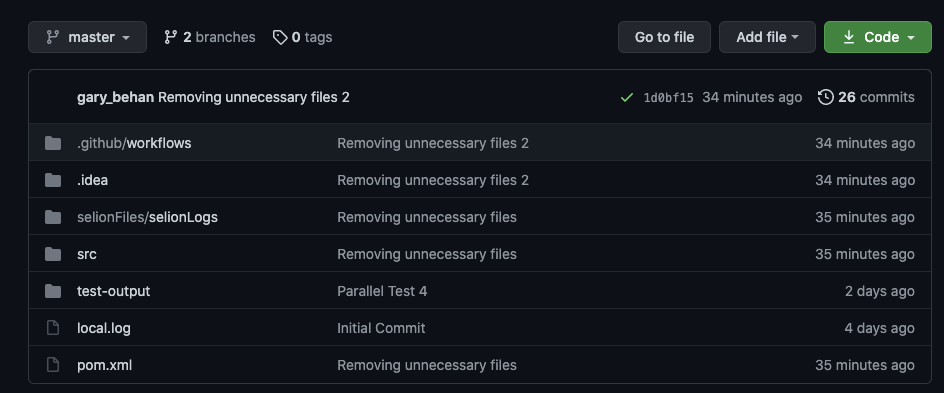 master 2 branches 0 tags Go to file Add file Code
gary_behan Removing unnecessary files 2 1d0bf15 34 minutes ago 26 commits
.github/workflows Removing unnecessary files 2 34 minutes ago
.idea Removing unnecessary files 2 34 minutes ago
selionFiles/selionLogs Removing unnecessary files 35 minutes ago
src Removing unnecessary files 35 minutes ago
test-output Parallel Test 4 2 days ago
local.log Initial Commit 4 days ago
pom.xml Removing unnecessary files 35 minutes ago